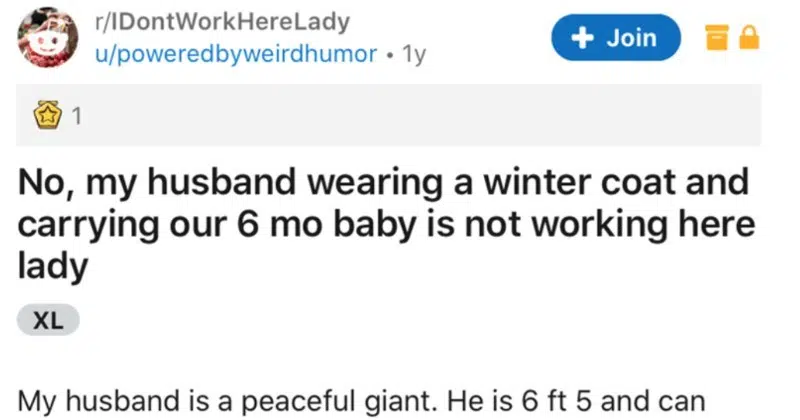 r/IDontWorkHereLady
u/poweredbyweirdhumor • 1y
+ Join
1
No, my husband wearing a winter coat and
carrying our 6 mo baby is not working here
lady
XL
My husband is a peaceful giant. He is 6 ft 5 and can